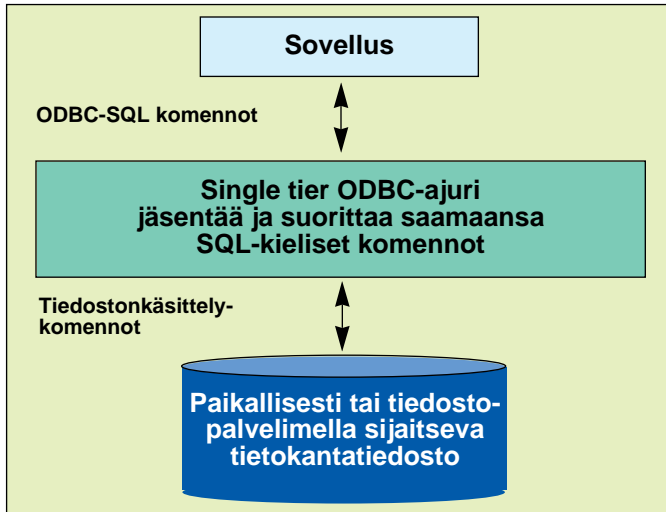 Sovellus
ODBC-SQL komennot
Single tier ODBC-ajuri
jäsentää ja suorittaa saamaansa
SQL-kieliset komennot
Tiedostonkäsittely-
komennot
Paikallisesti tai tiedosto-
palvelimella sijaitseva
tietokantatiedosto